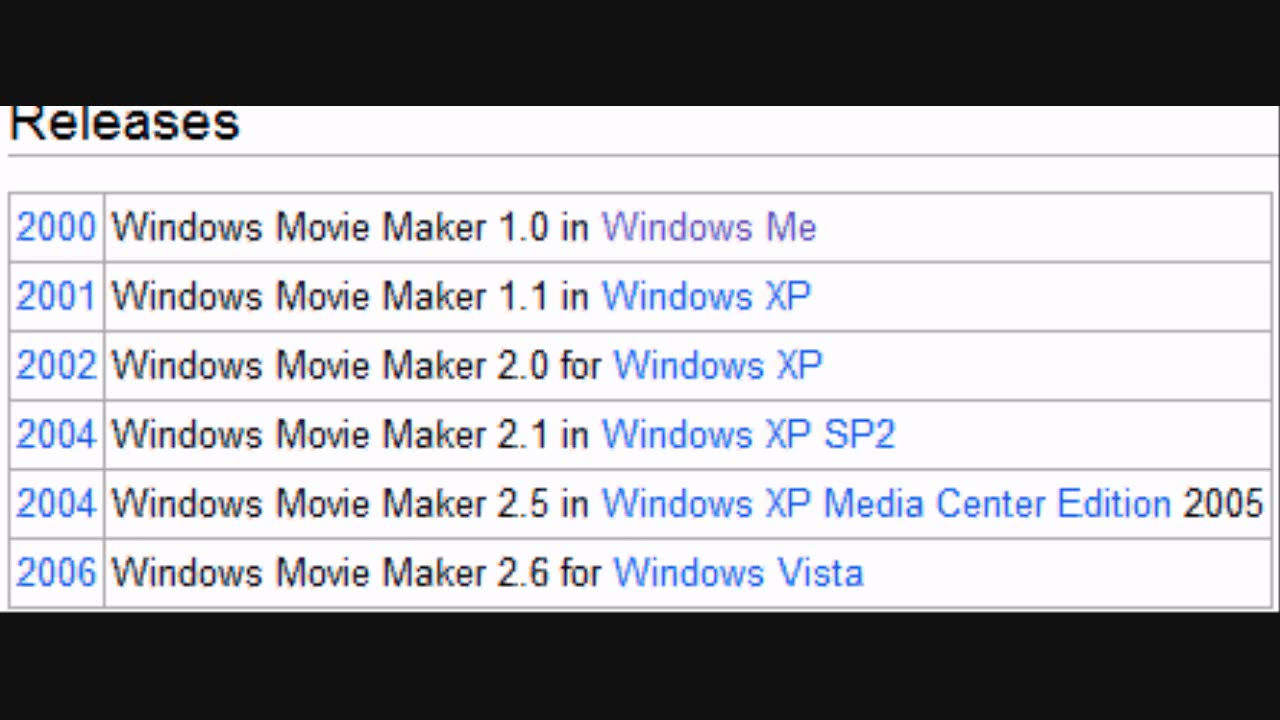 Releases
2000 Windows Movie Maker 1.0 in Windows Me
2001 Windows Movie Maker 1.1 in Windows XP
2002 Windows Movie Maker 2.0 for Windows XP
2004 Windows Movie Maker 2.1 in Windows XP SP2
2004 Windows Movie Maker 2.5 in Windows XP Media Center Edition 2005
2006 Windows Movie Maker 2.6 for Windows Vista